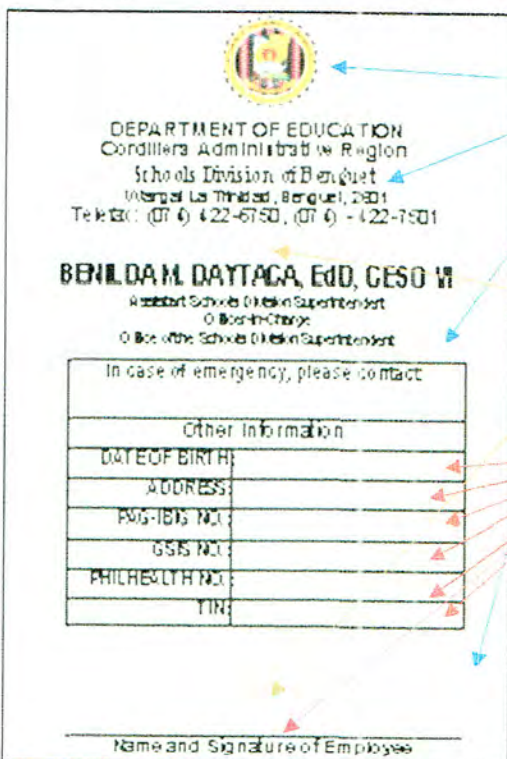 DEPARTMENT OF EDUCATION
Cordillera Administrative Region
Schools Division of Benguet
Wangal La Trinidad, Benguet, 2601
Telefax: (074) 422-6750, (074) - 422-7501
BENILDA M. DAYTACA, EdD, CESO VI
Assistant Schools Division Superintendent
Officer-In-Charge
Office of the Schools Division Superintendent
In case of emergency, please contact
Other Information
DATE OF BIRTH:
ADDRESS:
PAG-IBIG NO.:
GSIS NO.:
PHILHEALTH NO.:
TIN:
Name and Signature of Employee